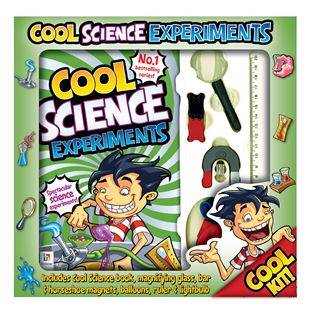 COOL SCIENCE EXPERIMENTS
No.1
bestselling
series!
COOL
SCIENCE
EXPERIMENTS
Spectacular
science
experiments!
includes Cool Science book, magnifying glass, bar
& horseshoe magnets, balloons, ruler & lightbulb
COOL
KIT!